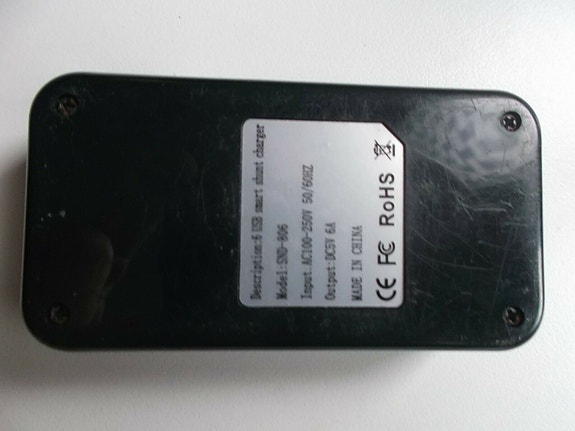 Description:6 USB smart shunt charger
Model:SND-806
Input:AC100-250V 50/60HZ
Output:DC5V 6A
MADE IN CHINA
CE FC RoHS